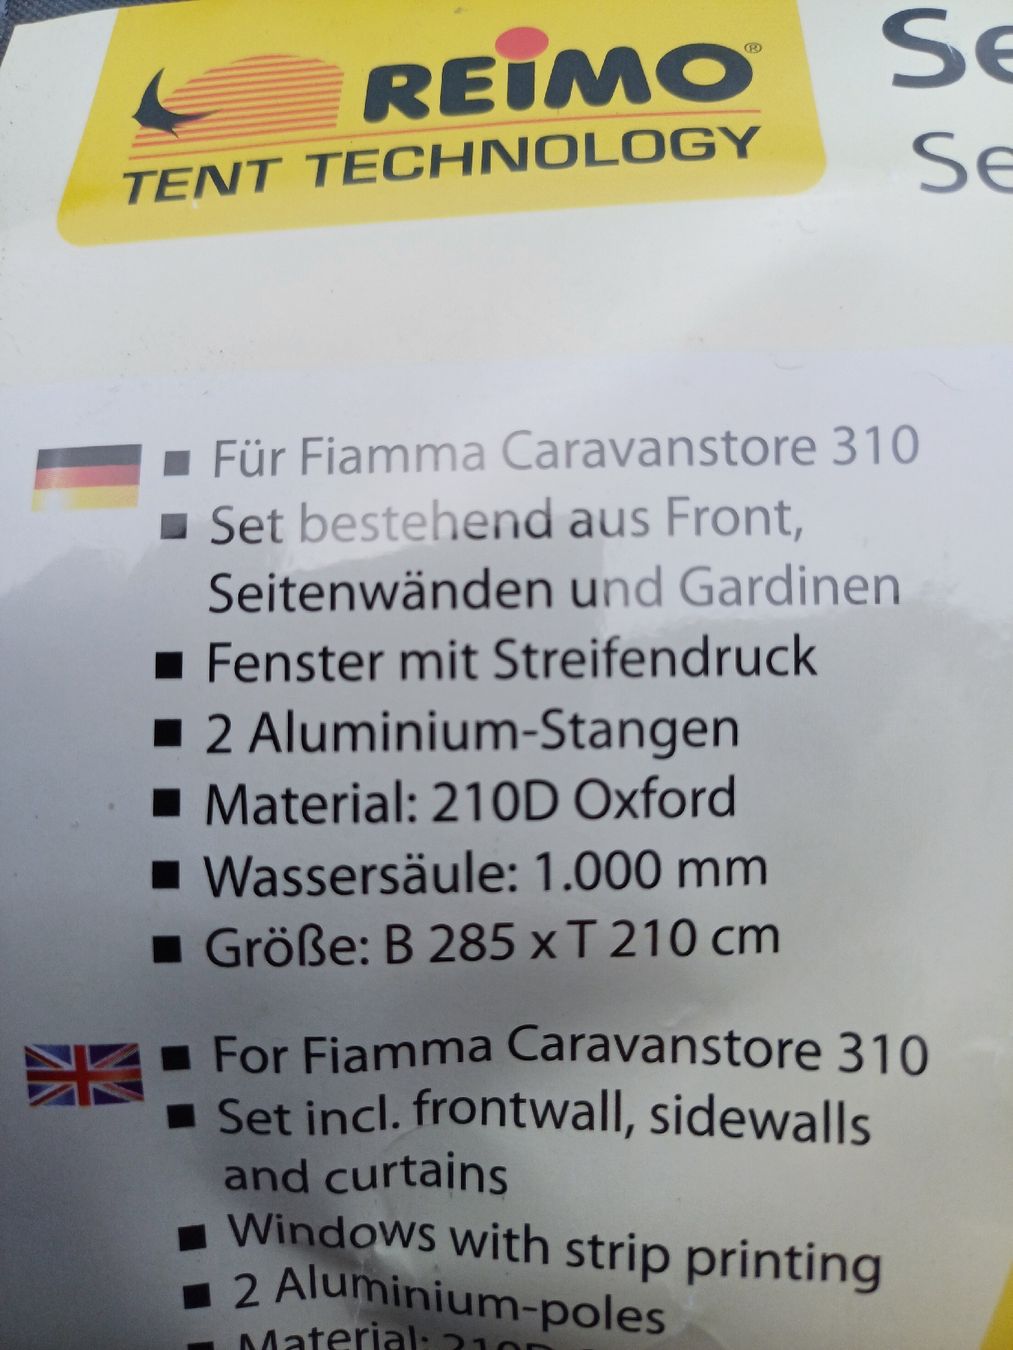 REiMO®
TENT TECHNOLOGY
Se
Se
■ Für Fiamma Caravanstore 310
■ Set bestehend aus Front,
Seitenwänden und Gardinen
■ Fenster mit Streifendruck
■ 2 Aluminium-Stangen
■ Material: 210D Oxford
■ Wassersäule: 1.000 mm
■ Größe: B 285 x T 210 cm
■ For Fiamma Caravanstore 310
■ Set incl. frontwall, sidewalls
and curtains
■ Windows with strip printing
■ 2 Aluminium-poles
■ Material: 210D